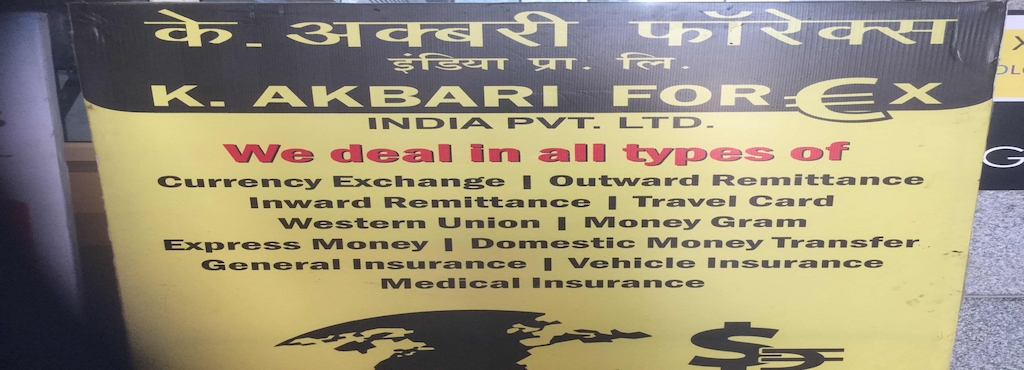 के. अकबरी फॉरेक्स
इंडिया प्रा. लि.
K. AKBARI FOR€X
INDIA PVT. LTD.
We deal in all types of
Currency Exchange | Outward Remittance
Inward Remittance | Travel Card
Western Union | Money Gram
Express Money | Domestic Money Transfer
General Insurance | Vehicle Insurance
Medical Insurance